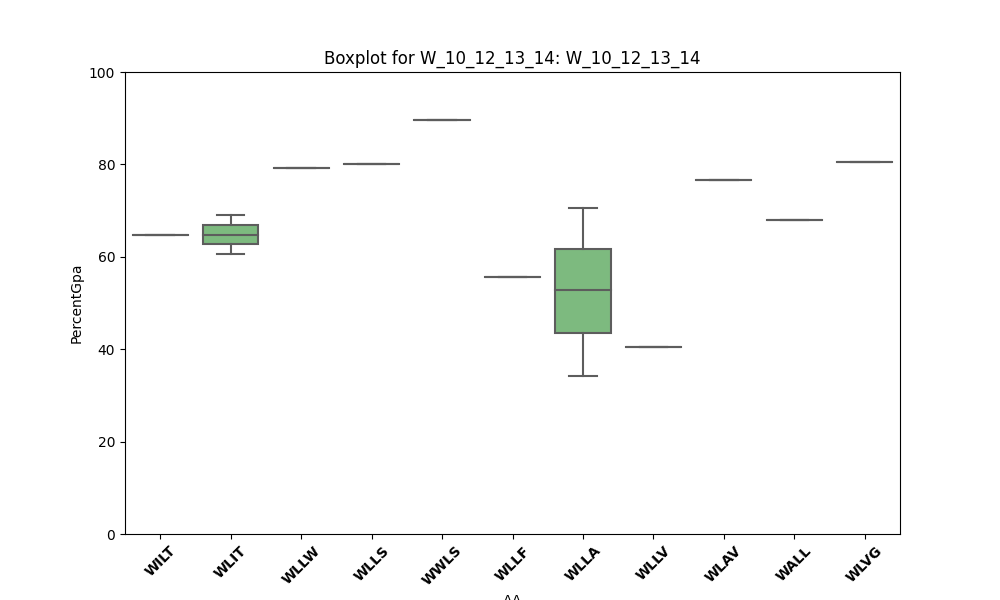 Boxplot for W_10_12_13_14: W_10_12_13_14
PercentGpa
100
80
60
40
20
0
WILT
WLIT
WLLW
WLLS
WWLS
WLLF
WLLA
WLLV
WLAV
WALL
WLVG
AA